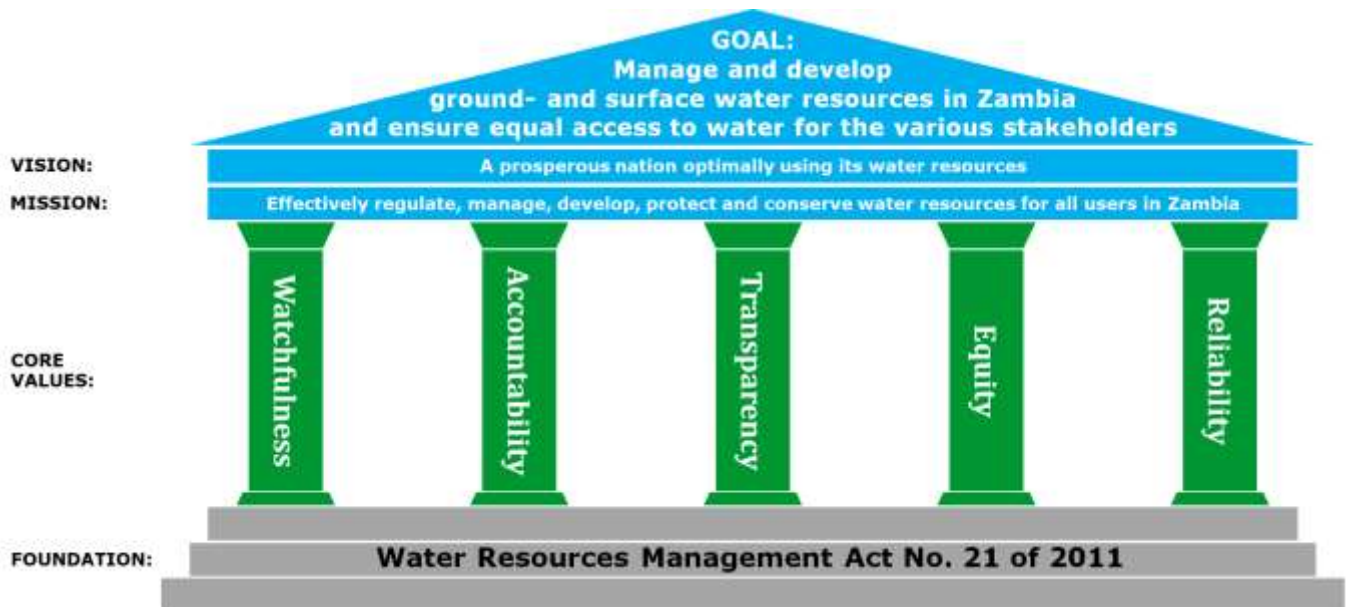 GOAL:
Manage and develop
ground- and surface water resources in Zambia
and ensure equal access to water for the various stakeholders
VISION:
A prosperous nation optimally using its water resources
MISSION:
Effectively regulate, manage, develop, protect and conserve water resources for all users in Zambia
CORE
VALUES:
Watchfulness
Accountability
Transparency
Equity
Reliability
FOUNDATION:
Water Resources Management Act No. 21 of 2011